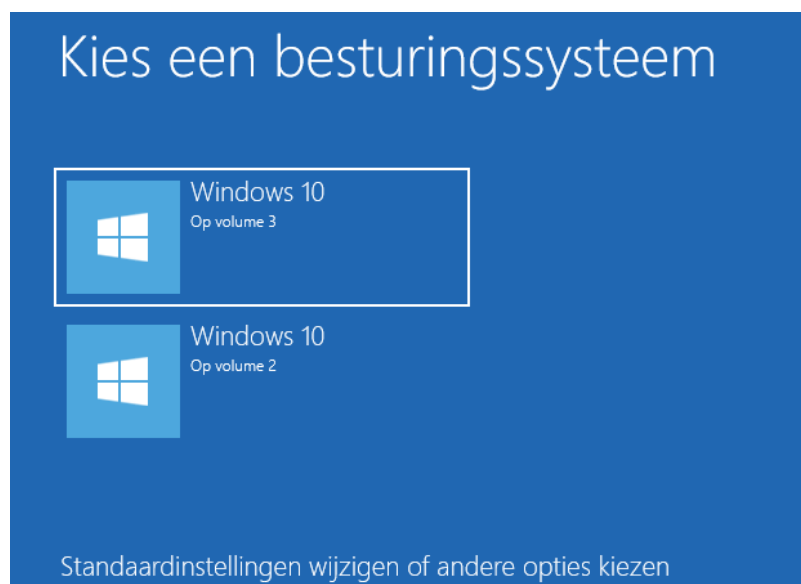 Kies een besturingssysteem
Windows 10
Op volume 3
Windows 10
Op volume 2
Standaardinstellingen wijzigen of andere opties kiezen